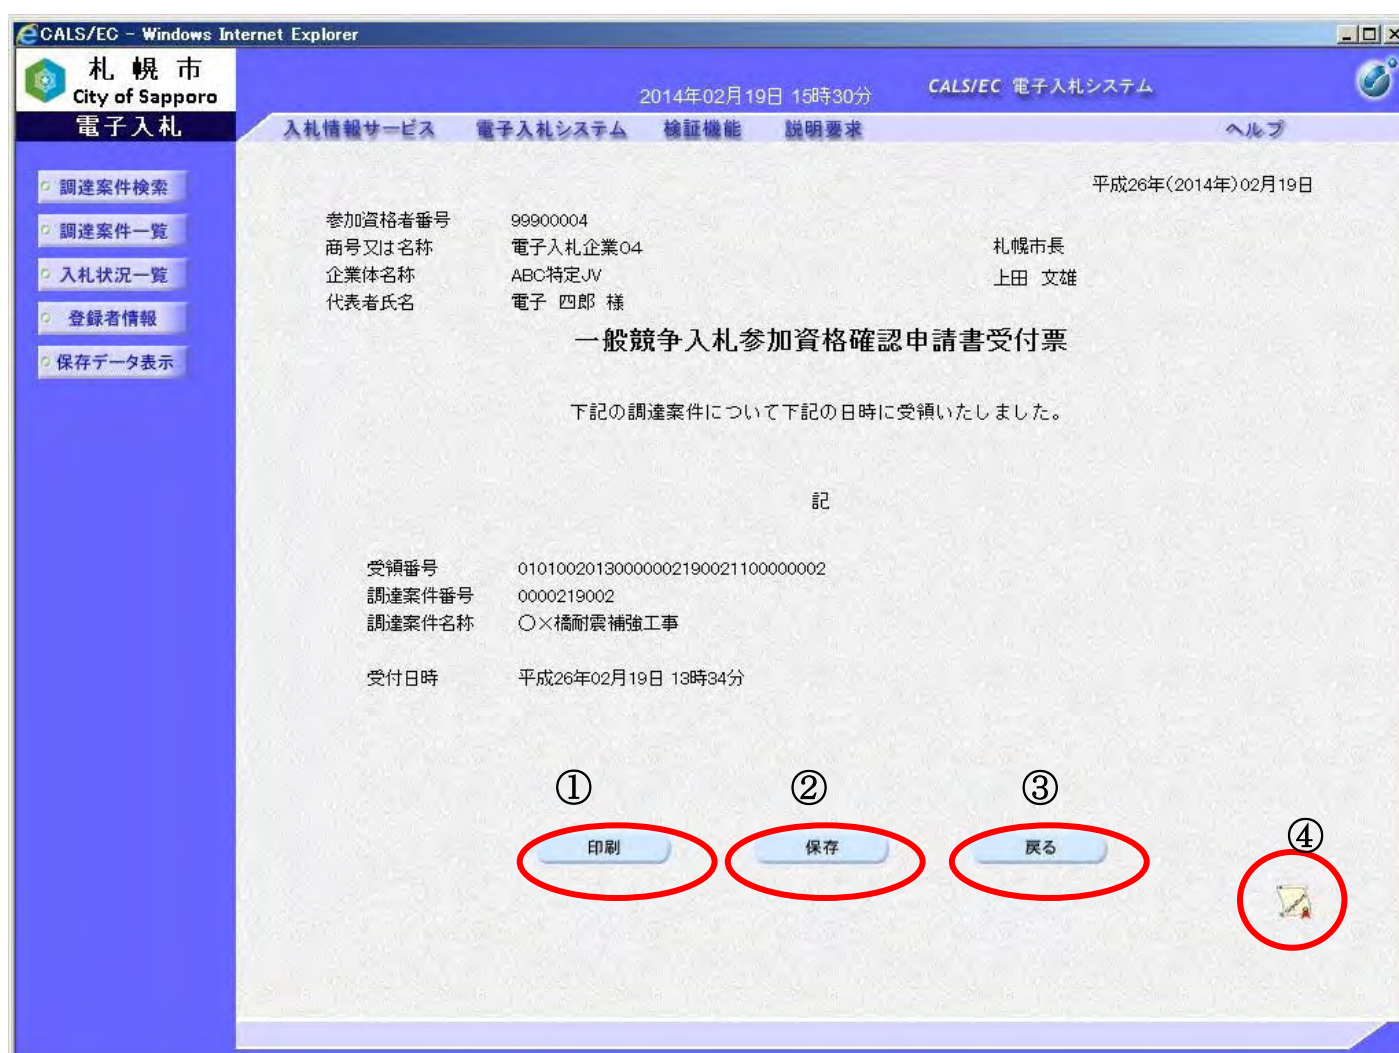 CALS/EC - Windows Internet Explorer
札幌市
City of Sapporo
2014年02月19日 15時30分
CALS/EC 電子入札システム
電子入札
入札情報サービス 電子入札システム 検証機能 説明要求 ヘルプ
調達案件検索
調達案件一覧
入札状況一覧
登録者情報
保存データ表示
平成26年(2014年)02月19日
参加資格者番号 99900004
商号又は名称 電子入札企業04
企業体名称 ABC特定JV
代表者氏名 電子 四郎 様
札幌市長
上田 文雄
一般競争入札参加資格確認申請書受付票
下記の調達案件について下記の日時に受領いたしました。
記
受領番号 01010020130000002190021100000002
調達案件番号 0000219002
調達案件名称 〇×橋耐震補強工事
受付日時 平成26年02月19日 13時34分
① ② ③
印刷 保存 戻る
④